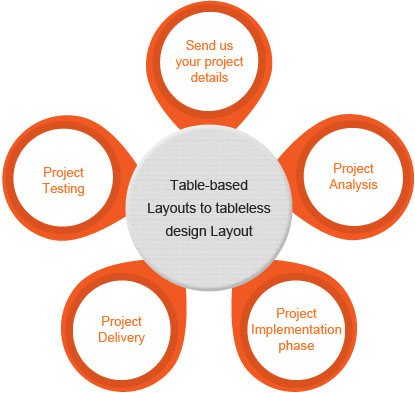 Send us
your project
details
Project
Analysis
Project
Implementation
phase
Project
Delivery
Project
Testing
Table-based
Layouts to tableless
design Layout